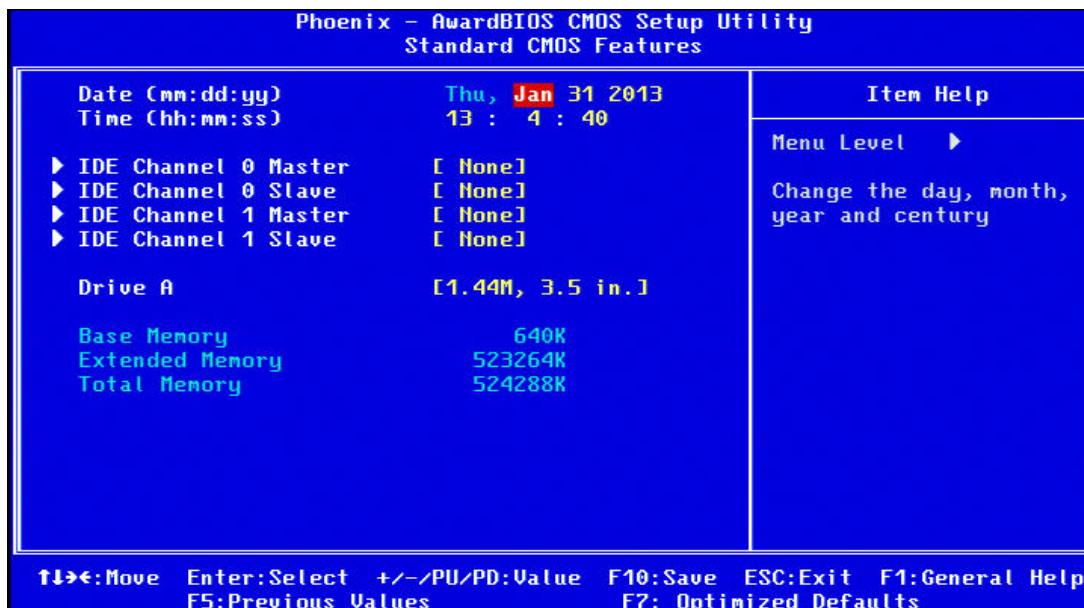 Phoenix - AwardBIOS CMOS Setup Utility
Standard CMOS Features
Date (mm:dd:yy) Thu, Jan 31 2013
Time (hh:mm:ss) 13 : 4 : 40
IDE Channel 0 Master [ None]
IDE Channel 0 Slave [ None]
IDE Channel 1 Master [ None]
IDE Channel 1 Slave [ None]
Drive A [1.44M, 3.5 in.]
Base Memory 640K
Extended Memory 523264K
Total Memory 524288K
Item Help
Menu Level
Change the day, month,
year and century
↑↓→←:Move Enter:Select +/-/PU/PD:Value F10:Save ESC:Exit F1:General Help
F5:Previous Values F7: Optimized Defaults